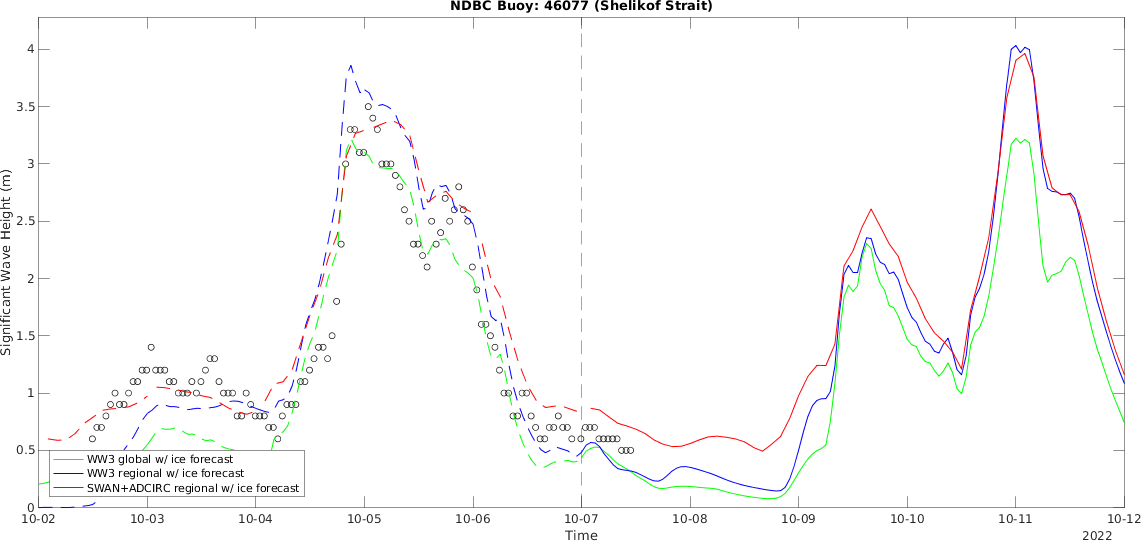 NDBC Buoy: 46077 (Shelikof Strait)
Significant Wave Height (m)
4
3.5
3
2.5
2
1.5
1
0.5
0
WW3 global w/ ice forecast
WW3 regional w/ ice forecast
SWAN+ADCIRC regional w/ ice forecast
10-02 10-03 10-04 10-05 10-06 10-07 10-08 10-09 10-10 10-11 10-12
Time
2022